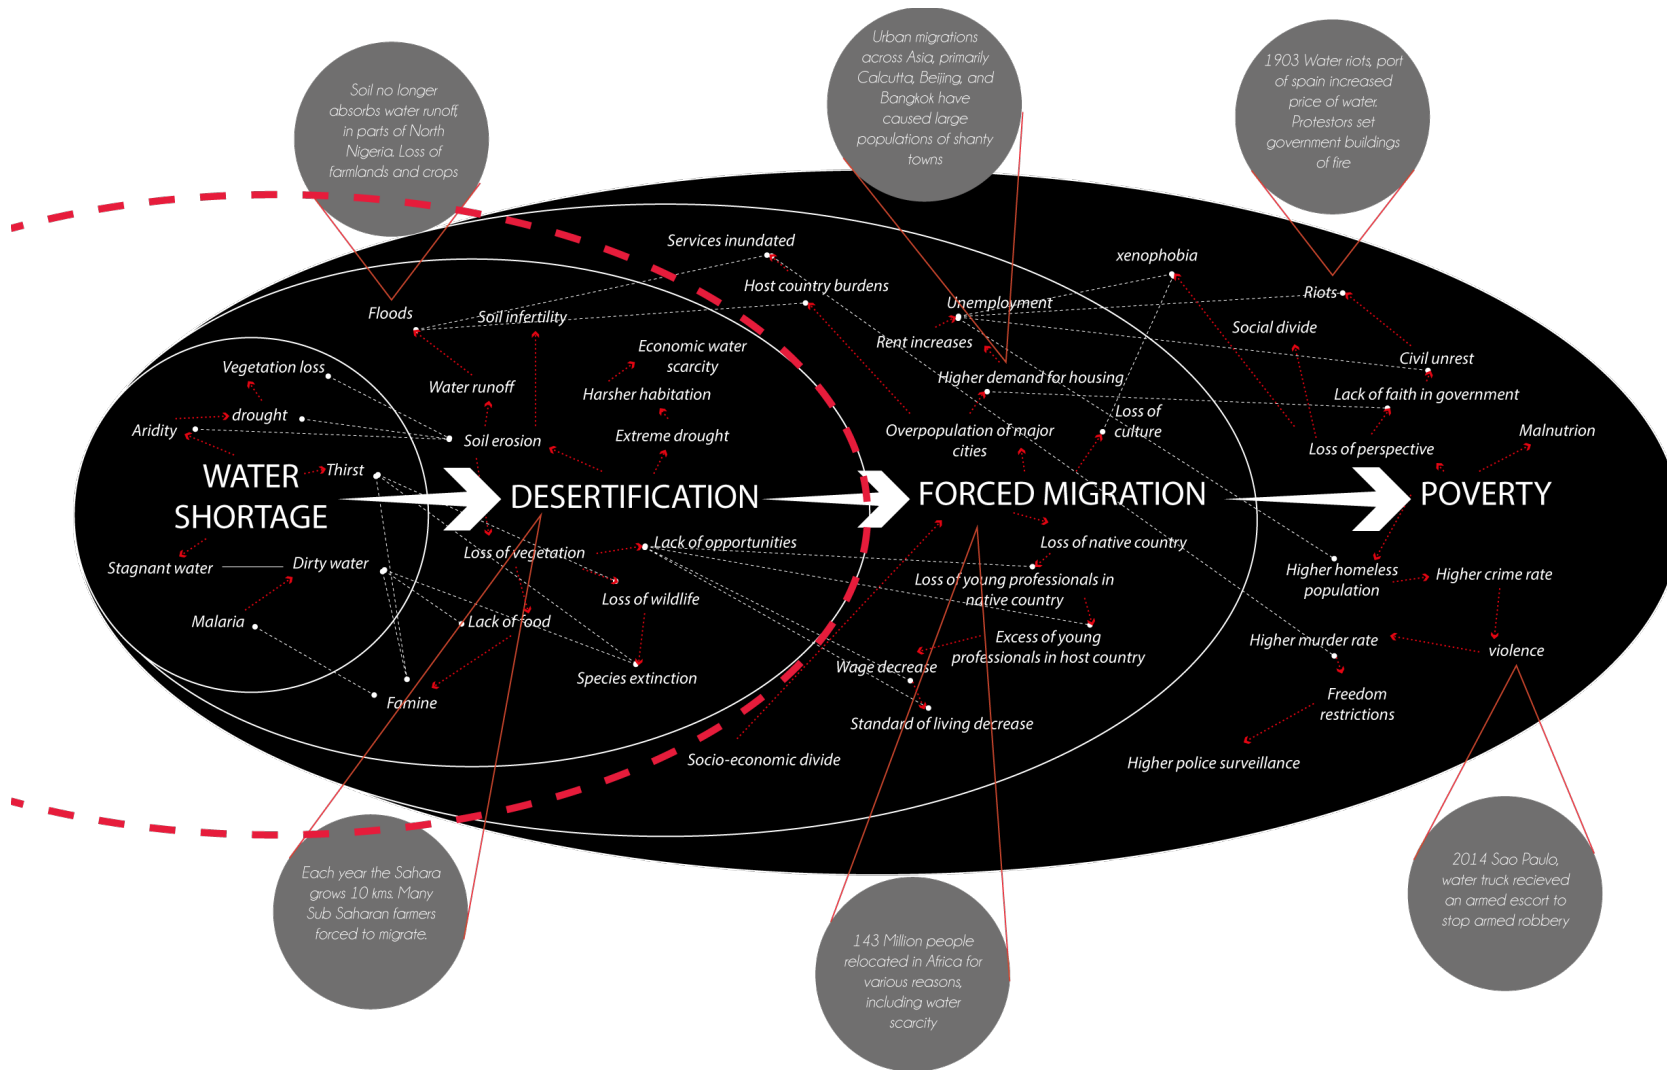 Soil no longer
absorbs water runoff,
in parts of North
Nigeria. Loss of
farmlands and crops
Urban migrations
across Asia, primarily
Calcutta, Beijing, and
Bangkok have
caused large
populations of shanty
towns
1903 Water riots, port
of spain increased
price of water.
Protestors set
government buildings
of fire
Services inundated
Host country burdens
Floods
Soil infertility
Economic water
scarcity
Harsher habitation
Water runoff
Extreme drought
Soil erosion
Vegetation loss
drought
Aridity
Thirst
WATER
SHORTAGE
Stagnant water
Dirty water
Malaria
DESERTIFICATION
Loss of vegetation
Lack of opportunities
Loss of wildlife
Lack of food
Species extinction
Famine
Socio-economic divide
xenophobia
Unemployment
Rent increases
Higher demand for housing
Loss of
culture
Overpopulation of major
cities
FORCED MIGRATION
Loss of native country
Loss of young professionals in
native country
Excess of young
professionals in host country
Wage decrease
Standard of living decrease
Riots
Social divide
Civil unrest
Lack of faith in government
Loss of perspective
Malnutrion
POVERTY
Higher homeless
population
Higher crime rate
Higher murder rate
violence
Freedom
restrictions
Higher police surveillance
Each year the Sahara
grows 10 kms. Many
Sub Saharan farmers
forced to migrate.
143 Million people
relocated in Africa for
various reasons,
including water
scarcity
2014 Sao Paulo,
water truck recieved
an armed escort to
stop armed robbery